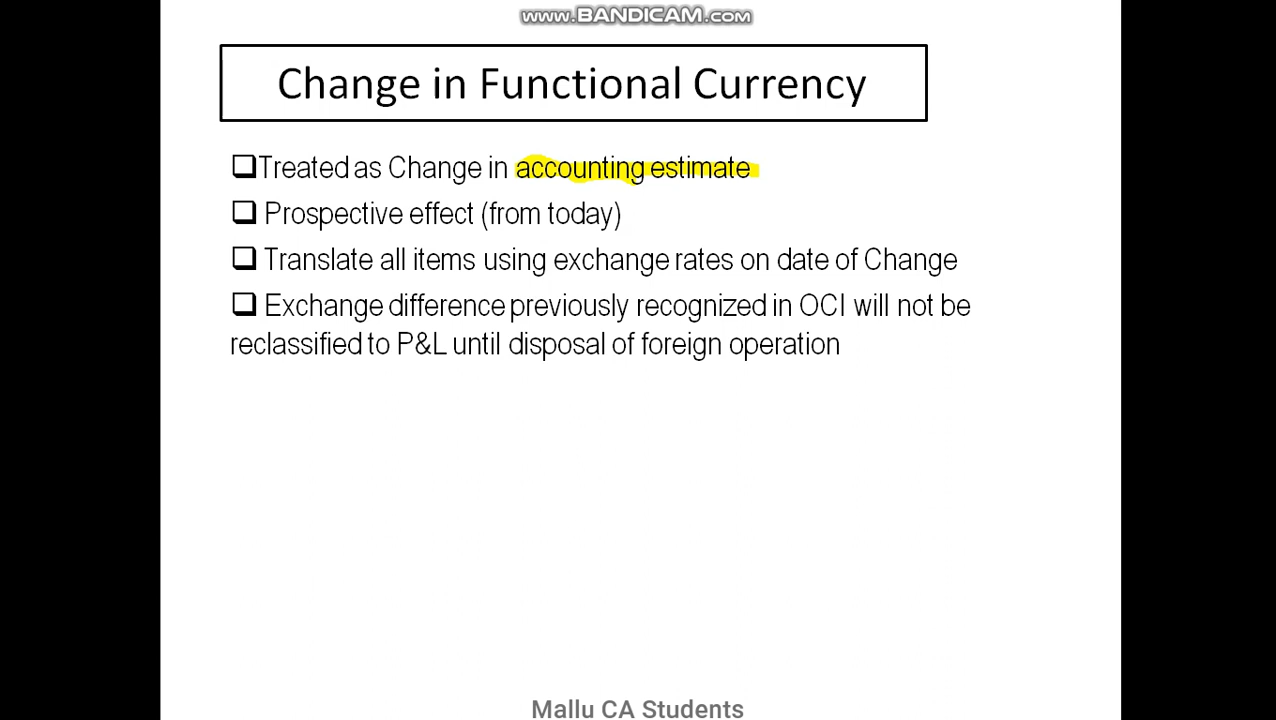 www.BANDICAM.com
Change in Functional Currency
❑Treated as Change in accounting estimate
❑ Prospective effect (from today)
❑ Translate all items using exchange rates on date of Change
❑ Exchange difference previously recognized in OCI will not be
reclassified to P&L until disposal of foreign operation
Mallu CA Students